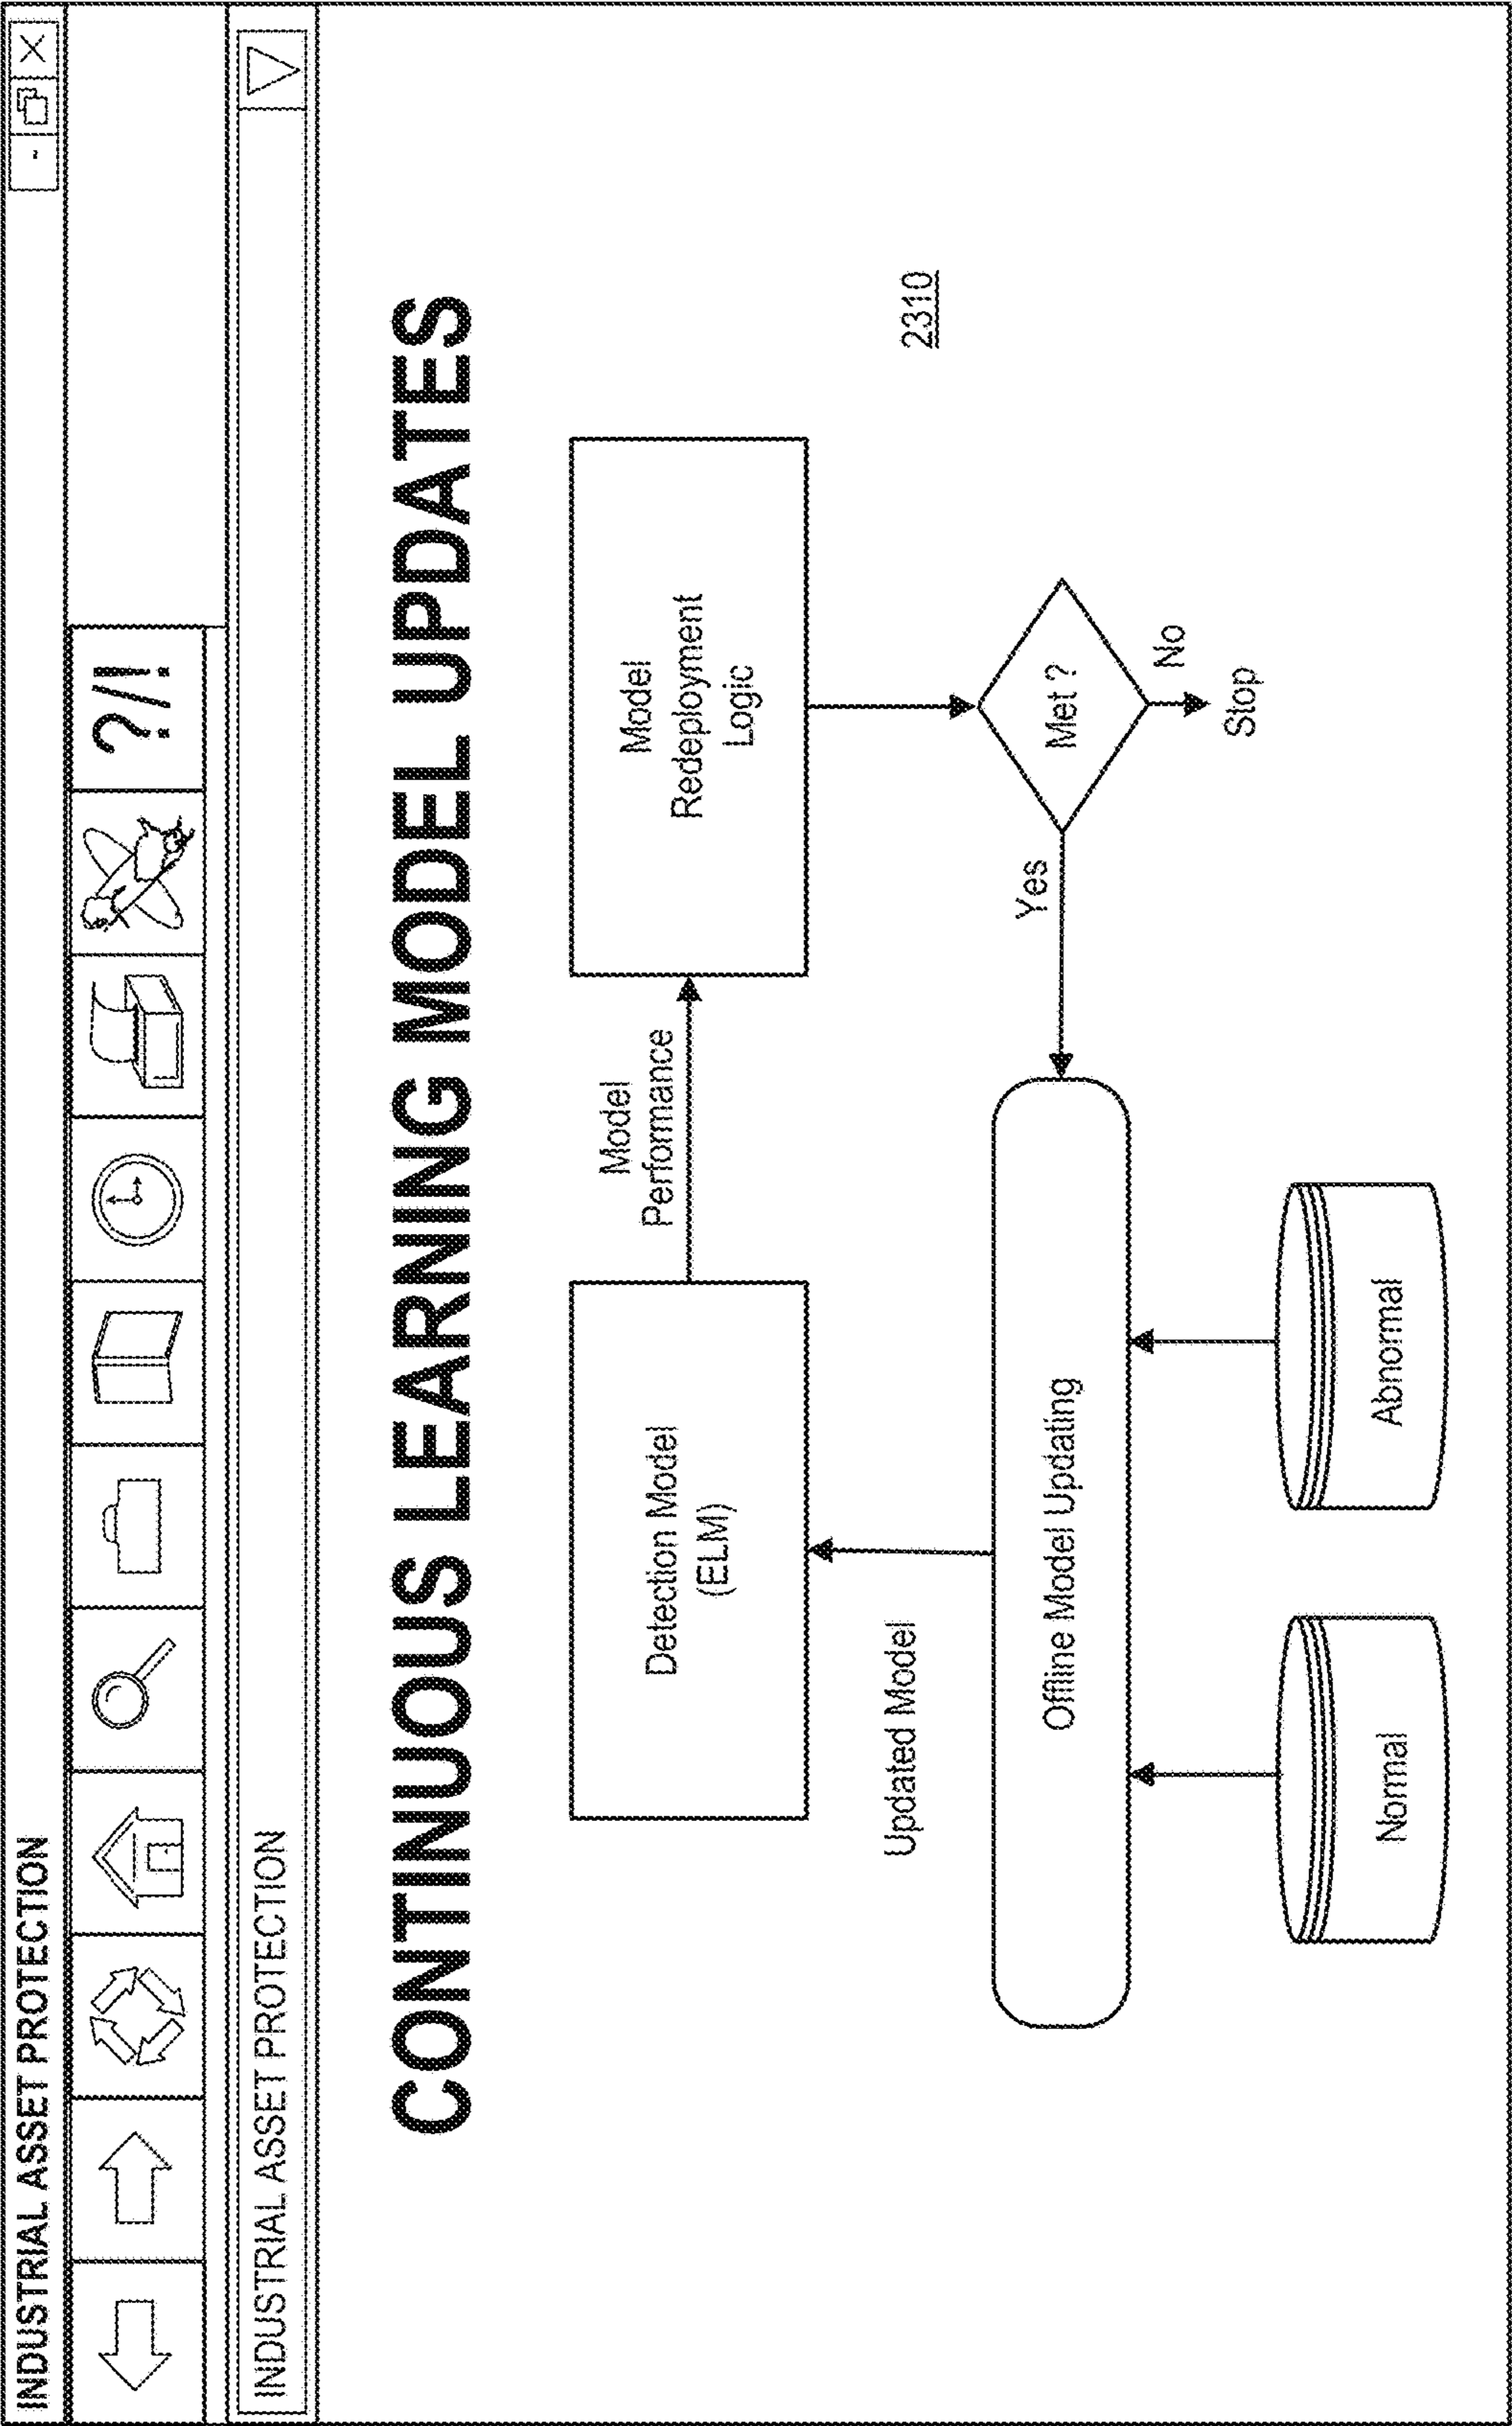 INDUSTRIAL ASSET PROTECTION
?/!
INDUSTRIAL ASSET PROTECTION
CONTINUOUS LEARNING MODEL UPDATES
Detection Model
(ELM)
Model
Performance
Model
Redeployment
Logic
2310
Updated Model
Yes
Met ?
No
Stop
Offline Model Updating
Normal
Abnormal